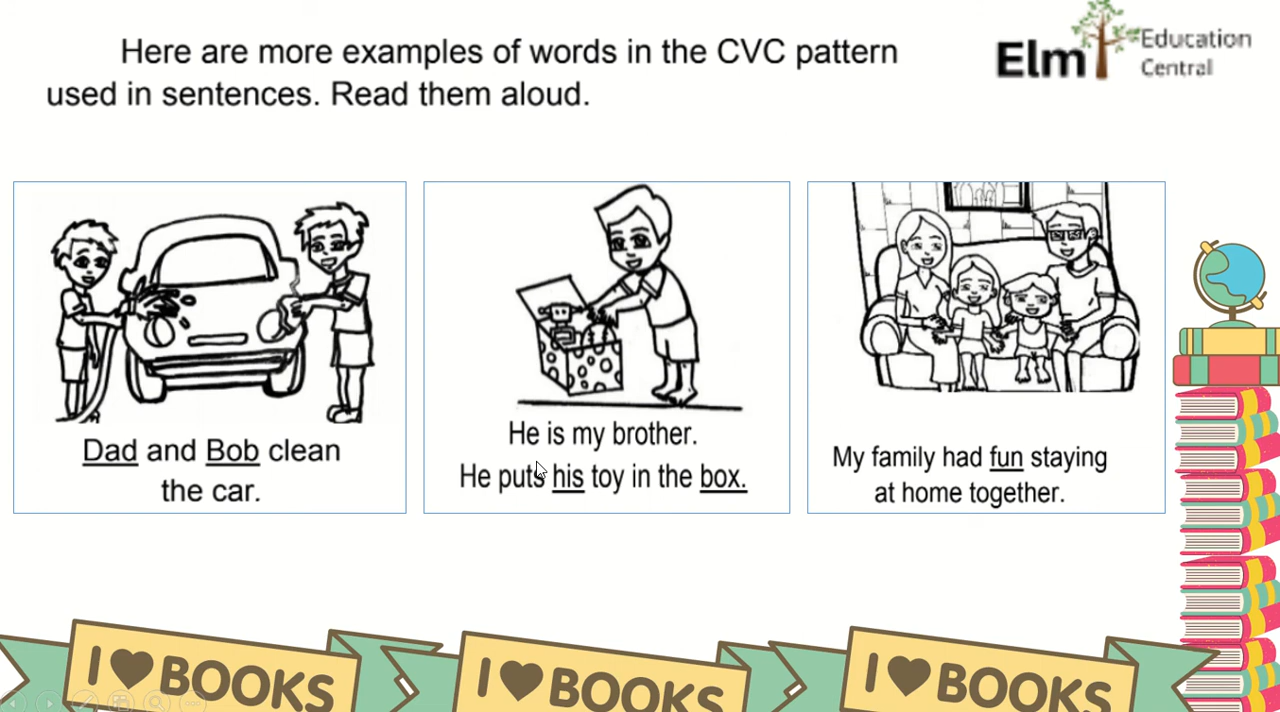 Here are more examples of words in the CVC pattern
used in sentences. Read them aloud.
Elm Education
Central
Dad and Bob clean
the car.
He is my brother.
He puts his toy in the box.
My family had fun staying
at home together.
I BOOKS
I BOOKS
I BOOKS